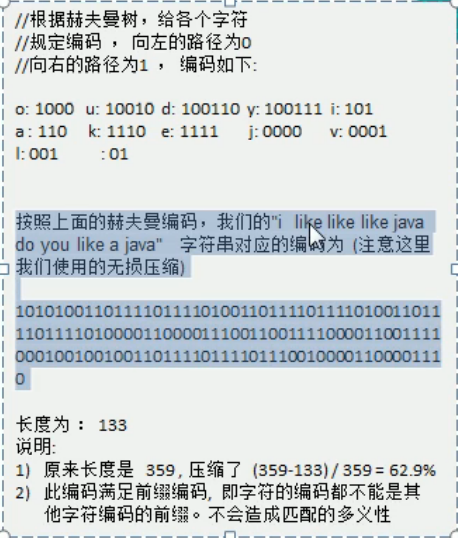 //根据赫夫曼树，给各个字符
//规定编码 ， 向左的路径为0
//向右的路径为1 ， 编码如下:
o: 1000 u: 10010 d: 100110 y: 100111 i: 101
a : 110 k: 1110 e: 1111 j: 0000 v: 0001
l: 001 : 01
按照上面的赫夫曼编码，我们的"i like like like java
do you like a java" 字符串对应的编码为 (注意这里
我们使用的无损压缩)
10101001101111011110100110111101111010011011
11011110100001100001110011001111000011001111
00010010010011011110111101110010000110000111
0
长度为 ： 133
说明:
1) 原来长度是 359 , 压缩了 (359-133) / 359 = 62.9%
2) 此编码满足前缀编码, 即字符的编码都不能是其
他字符编码的前缀。不会造成匹配的多义性